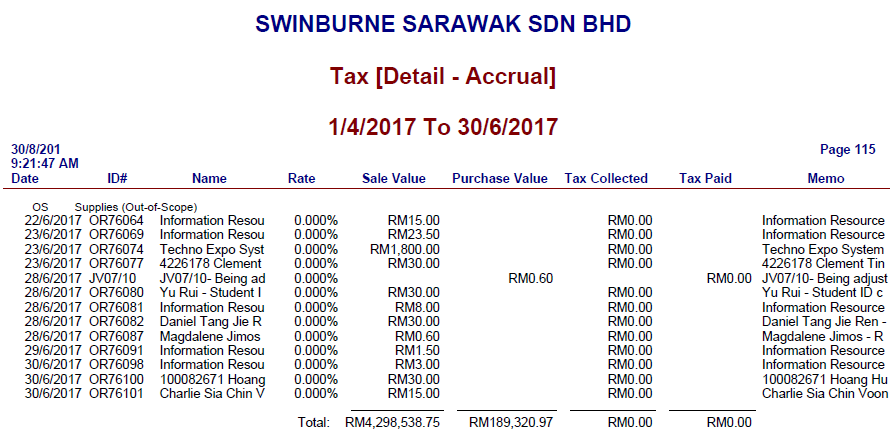 SWINBURNE SARAWAK SDN BHD
Tax [Detail - Accrual]
1/4/2017 To 30/6/2017
30/8/201
9:21:47 AM
Page 115
Date ID# Name Rate Sale Value Purchase Value Tax Collected Tax Paid Memo
OS Supplies (Out-of-Scope)
22/6/2017 OR76064 Information Resou 0.000% RM15.00 RM0.00 Information Resource
23/6/2017 OR76069 Information Resou 0.000% RM23.50 RM0.00 Information Resource
23/6/2017 OR76074 Techno Expo Syst 0.000% RM1,800.00 RM0.00 Techno Expo System
23/6/2017 OR76077 4226178 Clement 0.000% RM30.00 RM0.00 4226178 Clement Tin
28/6/2017 JV07/10 JV07/10- Being ad 0.000% RM0.60 RM0.00 JV07/10- Being adjust
28/6/2017 OR76080 Yu Rui - Student I 0.000% RM30.00 RM0.00 Yu Rui - Student ID c
28/6/2017 OR76081 Information Resou 0.000% RM8.00 RM0.00 Information Resource
28/6/2017 OR76082 Daniel Tang Jie R 0.000% RM30.00 RM0.00 Daniel Tang Jie Ren -
28/6/2017 OR76087 Magdalene Jimos 0.000% RM0.60 RM0.00 Magdalene Jimos - R
29/6/2017 OR76091 Information Resou 0.000% RM1.50 RM0.00 Information Resource
30/6/2017 OR76098 Information Resou 0.000% RM3.00 RM0.00 Information Resource
30/6/2017 OR76100 100082671 Hoang 0.000% RM30.00 RM0.00 100082671 Hoang Hu
30/6/2017 OR76101 Charlie Sia Chin V 0.000% RM15.00 RM0.00 Charlie Sia Chin Voon
Total: RM4,298,538.75 RM189,320.97 RM0.00 RM0.00